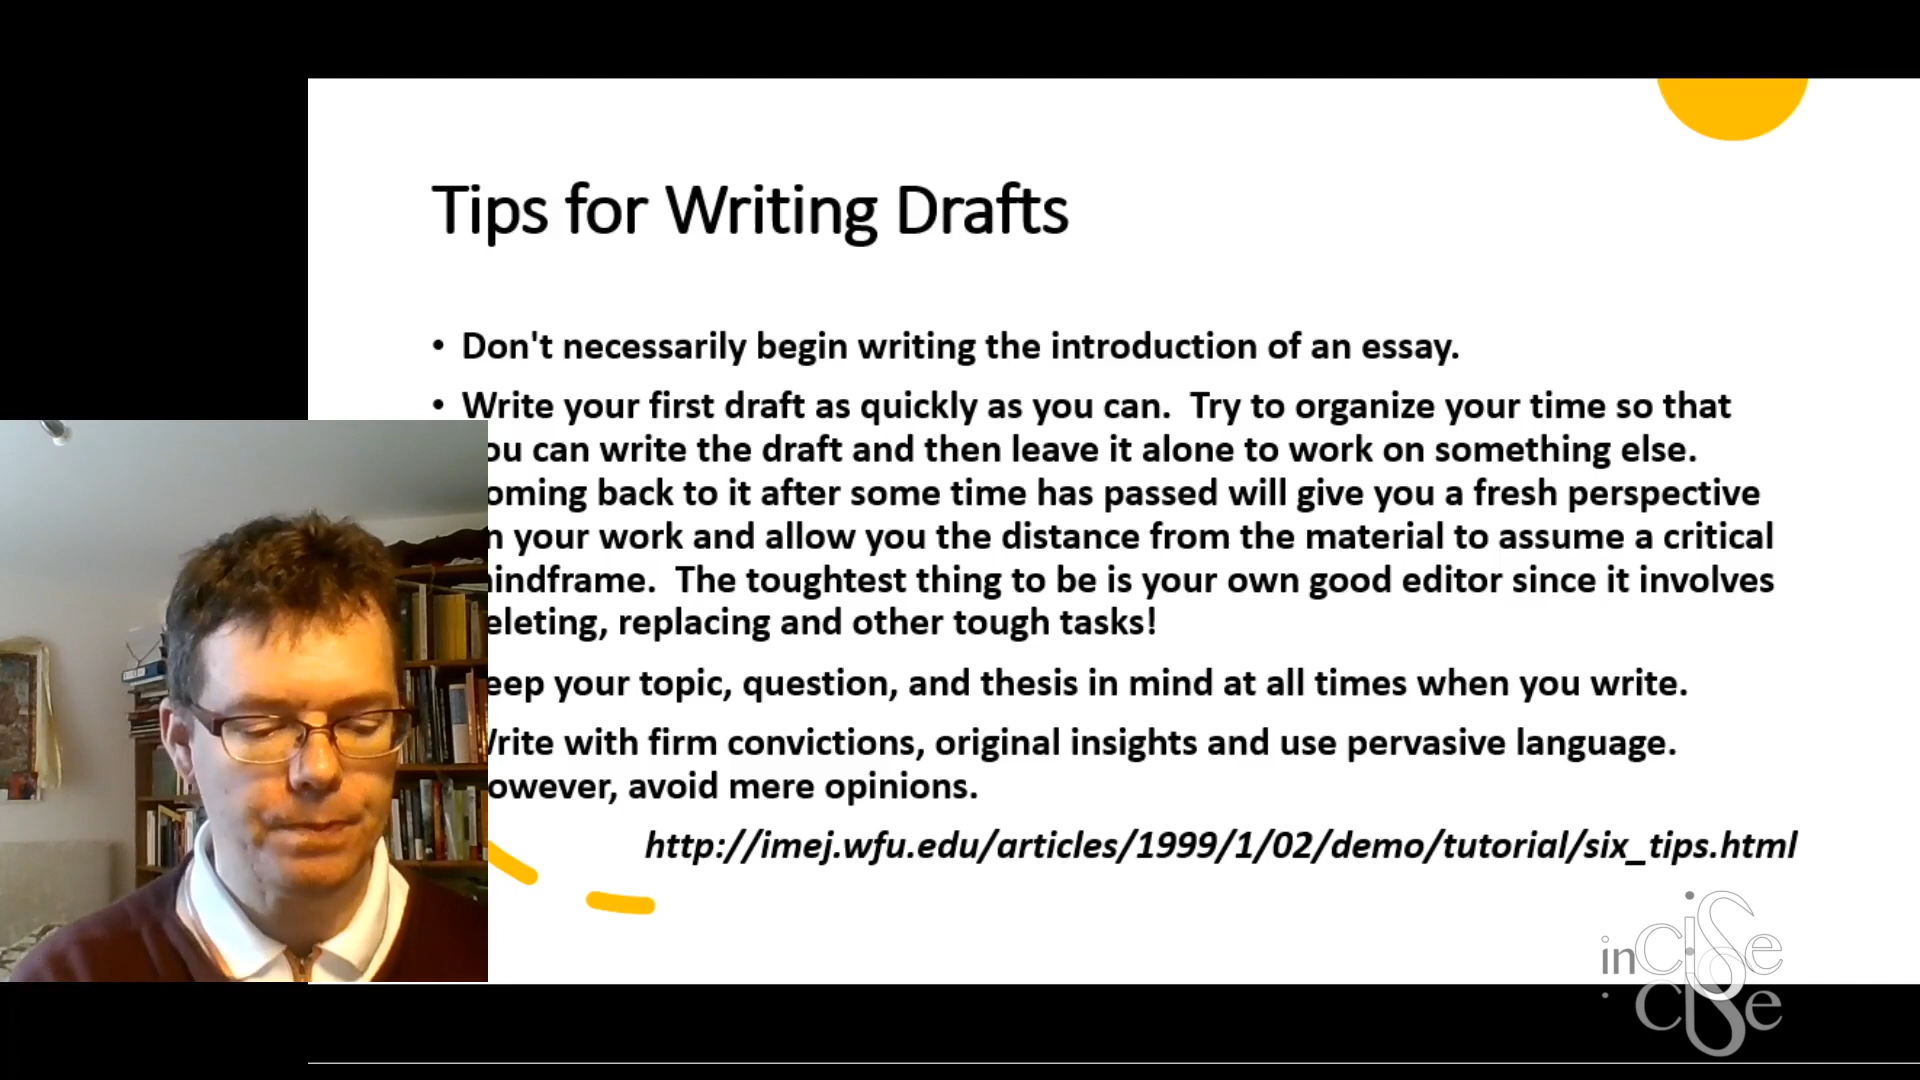 Tips for Writing Drafts
• Don't necessarily begin writing the introduction of an essay.
• Write your first draft as quickly as you can.  Try to organize your time so that
ou can write the draft and then leave it alone to work on something else.
oming back to it after some time has passed will give you a fresh perspective
n your work and allow you the distance from the material to assume a critical
indframe.  The toughtest thing to be is your own good editor since it involves
eleting, replacing and other tough tasks!
eep your topic, question, and thesis in mind at all times when you write.
rite with firm convictions, original insights and use pervasive language.
owever, avoid mere opinions.
http://imej.wfu.edu/articles/1999/1/02/demo/tutorial/six_tips.html
inCiSe